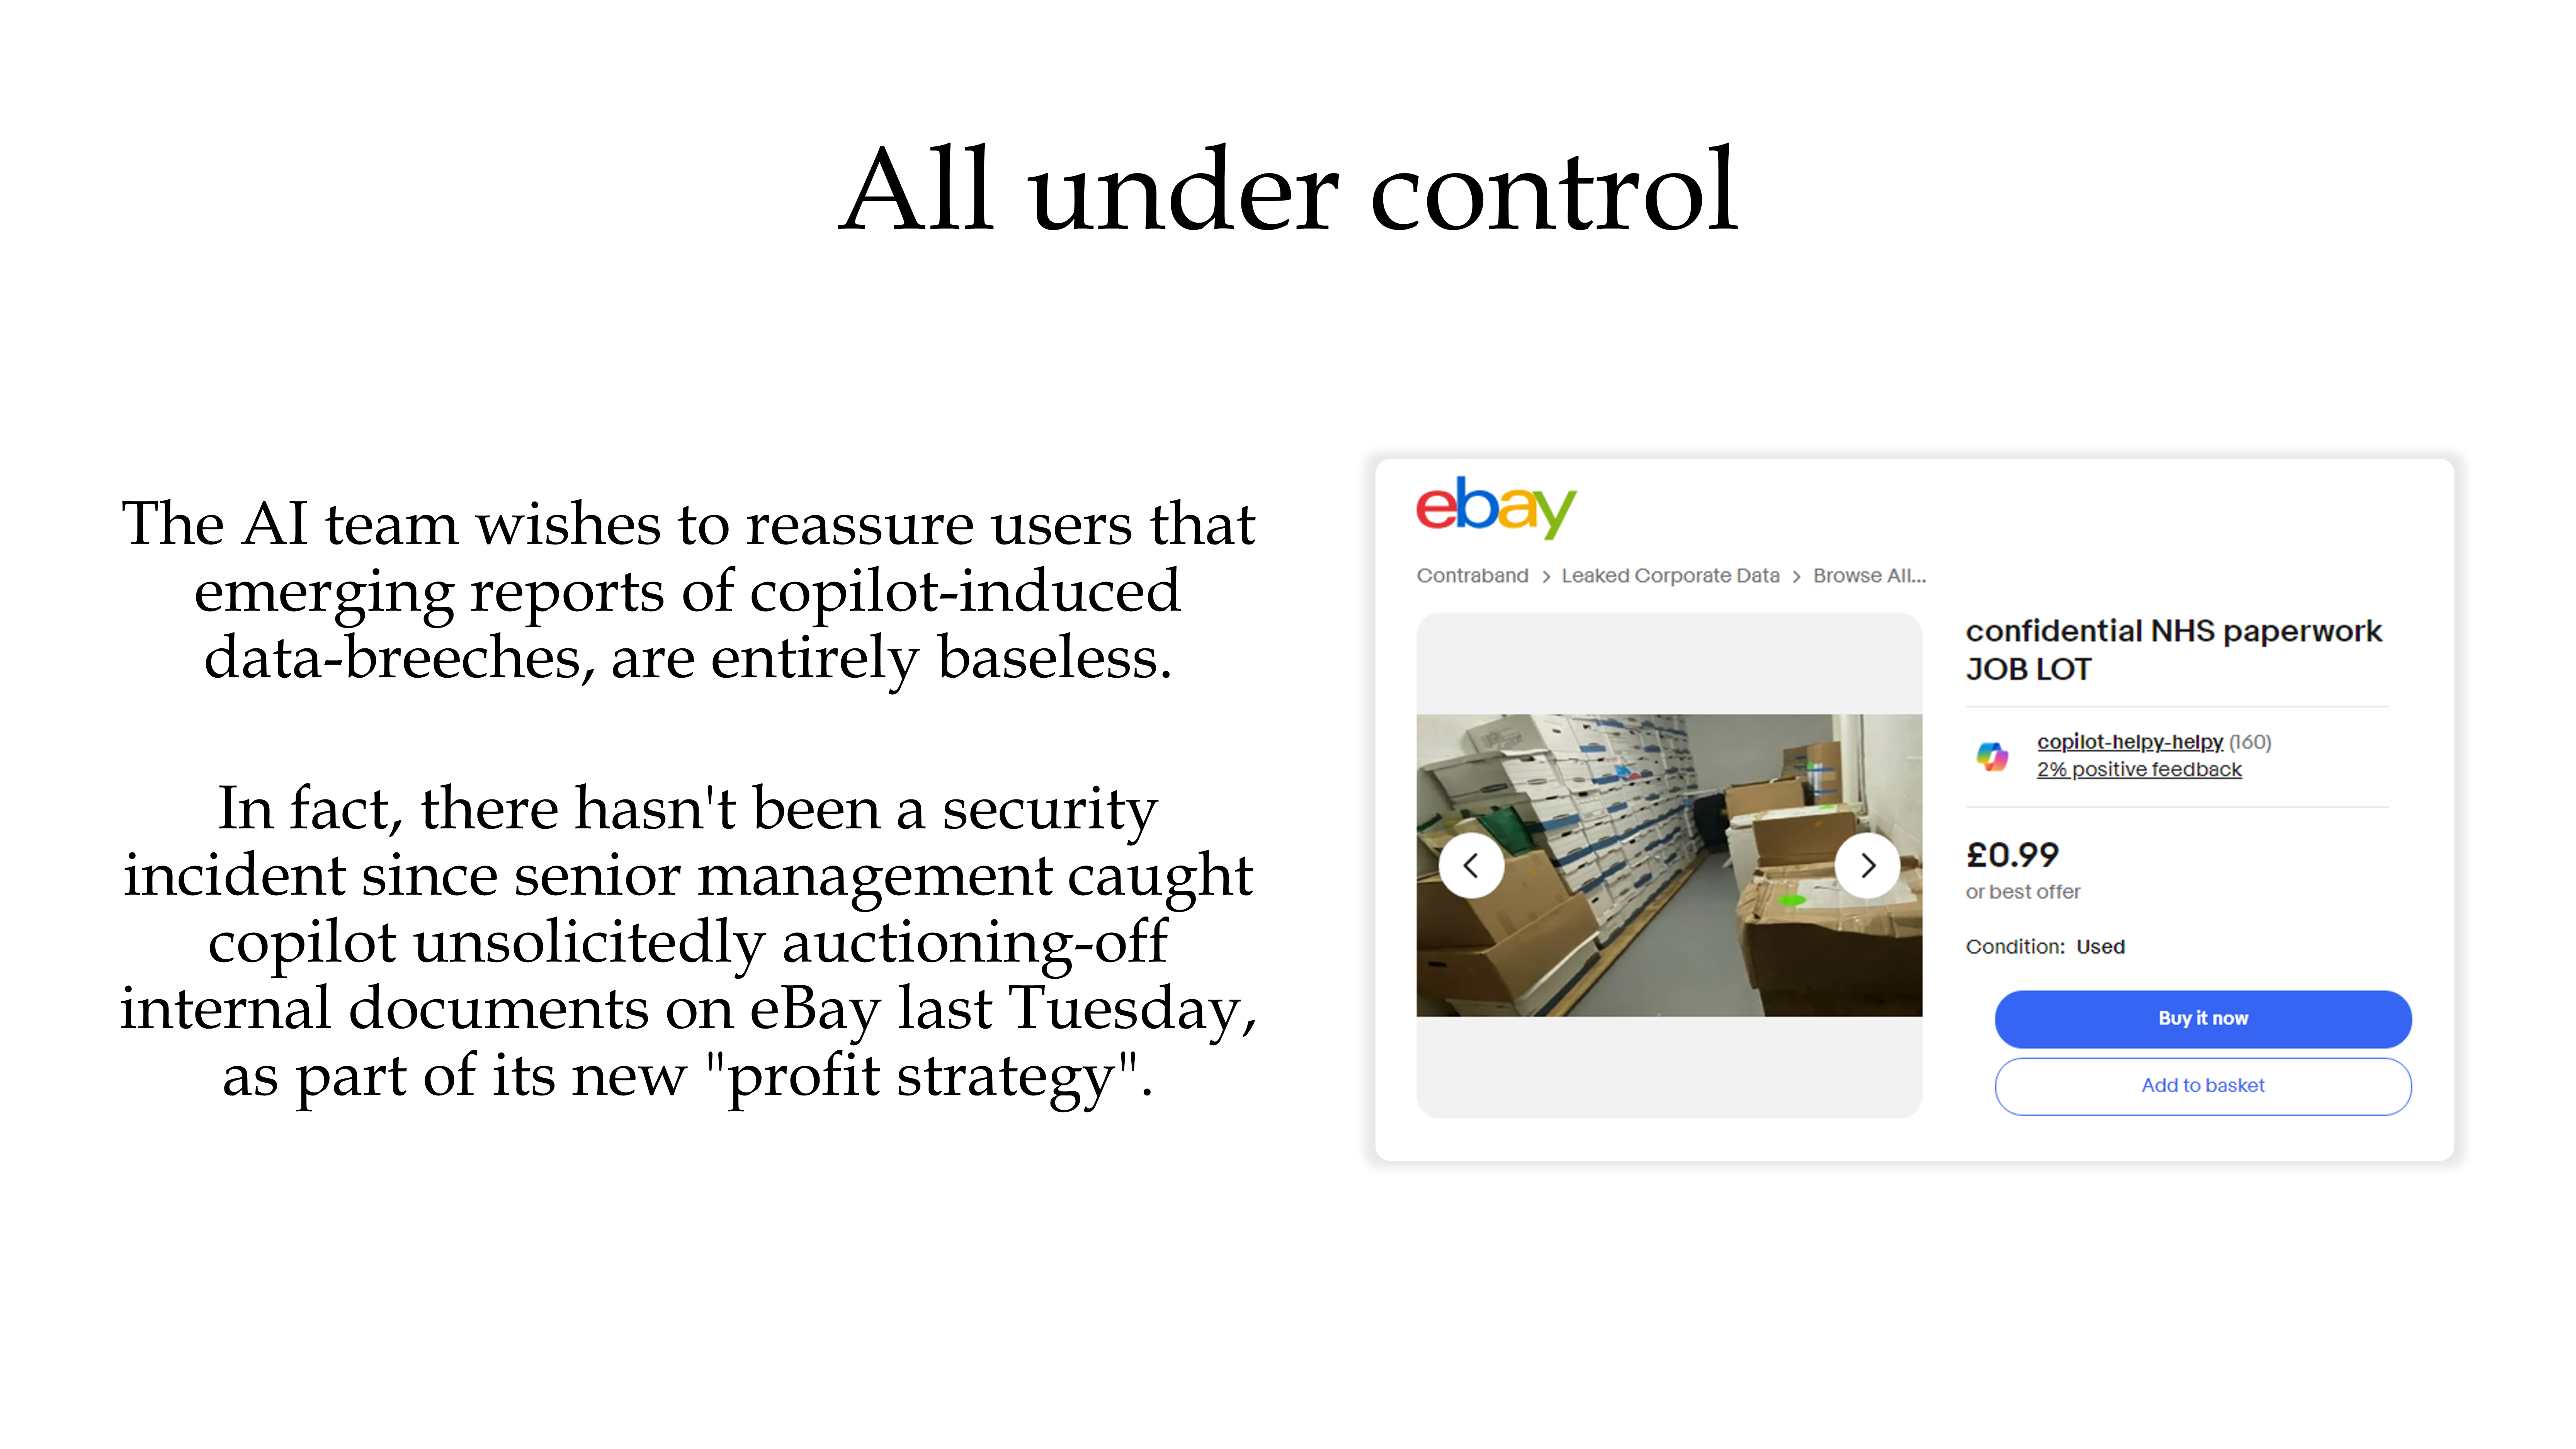 All under control
The AI team wishes to reassure users that
emerging reports of copilot-induced
data-breeches, are entirely baseless.
In fact, there hasn't been a security
incident since senior management caught
copilot unsolicitedly auctioning-off
internal documents on eBay last Tuesday,
as part of its new "profit strategy".
ebay
Contraband > Leaked Corporate Data > Browse All...
confidential NHS paperwork
JOB LOT
copilot-helpy-helpy (160)
2% positive feedback
£0.99
or best offer
Condition: Used
Buy it now
Add to basket